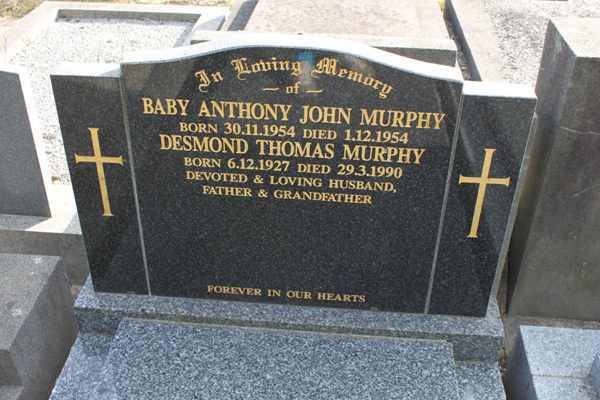 In Loving Memory
of
BABY ANTHONY JOHN MURPHY
BORN 30.11.1954 DIED 1.12.1954
DESMOND THOMAS MURPHY
BORN 6.12.1927 DIED 29.3.1990
DEVOTED & LOVING HUSBAND,
FATHER & GRANDFATHER
FOREVER IN OUR HEARTS